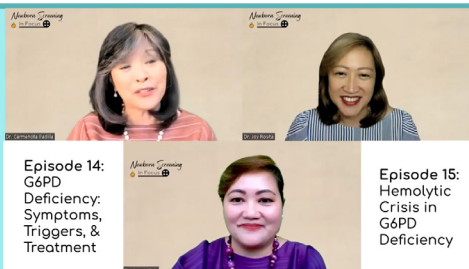 Newborn Screening
In Focus
Newborn Screening
In Focus
Dr. Carmencita Padilla
Dr. Joy Rosita
Newborn Screening
In Focus
Episode 14:
G6PD
Deficiency:
Symptoms,
Triggers, &
Treatment
Episode 15:
Hemolytic
Crisis in
G6PD
Deficiency